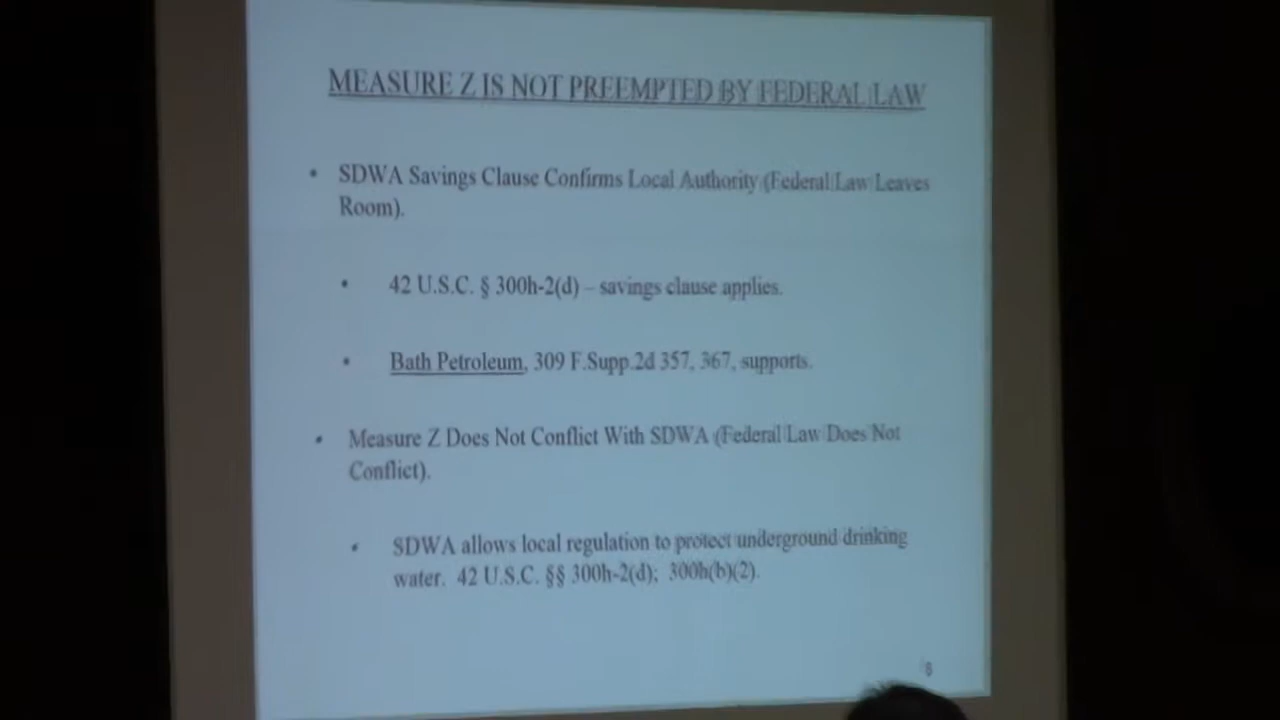 MEASURE Z IS NOT PREEMPTED BY FEDERAL LAW
• SDWA Savings Clause Confirms Local Authority (Federal Law Leaves
Room).
• 42 U.S.C. § 300h-2(d) – savings clause applies.
• Bath Petroleum, 309 F.Supp.2d 357, 367, supports.
• Measure Z Does Not Conflict With SDWA (Federal Law Does Not
Conflict).
• SDWA allows local regulation to protect underground drinking
water. 42 U.S.C. §§ 300h-2(d); 300h(b)(2).